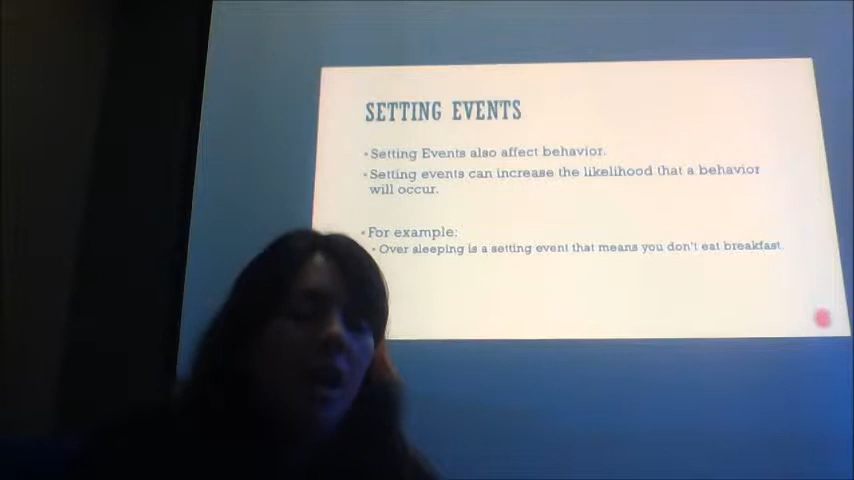 SETTING EVENTS
▪ Setting Events also affect behavior.
▪ Setting events can increase the likelihood that a behavior
will occur.
▪ For example:
▪ Over sleeping is a setting event that means you don't eat breakfast.